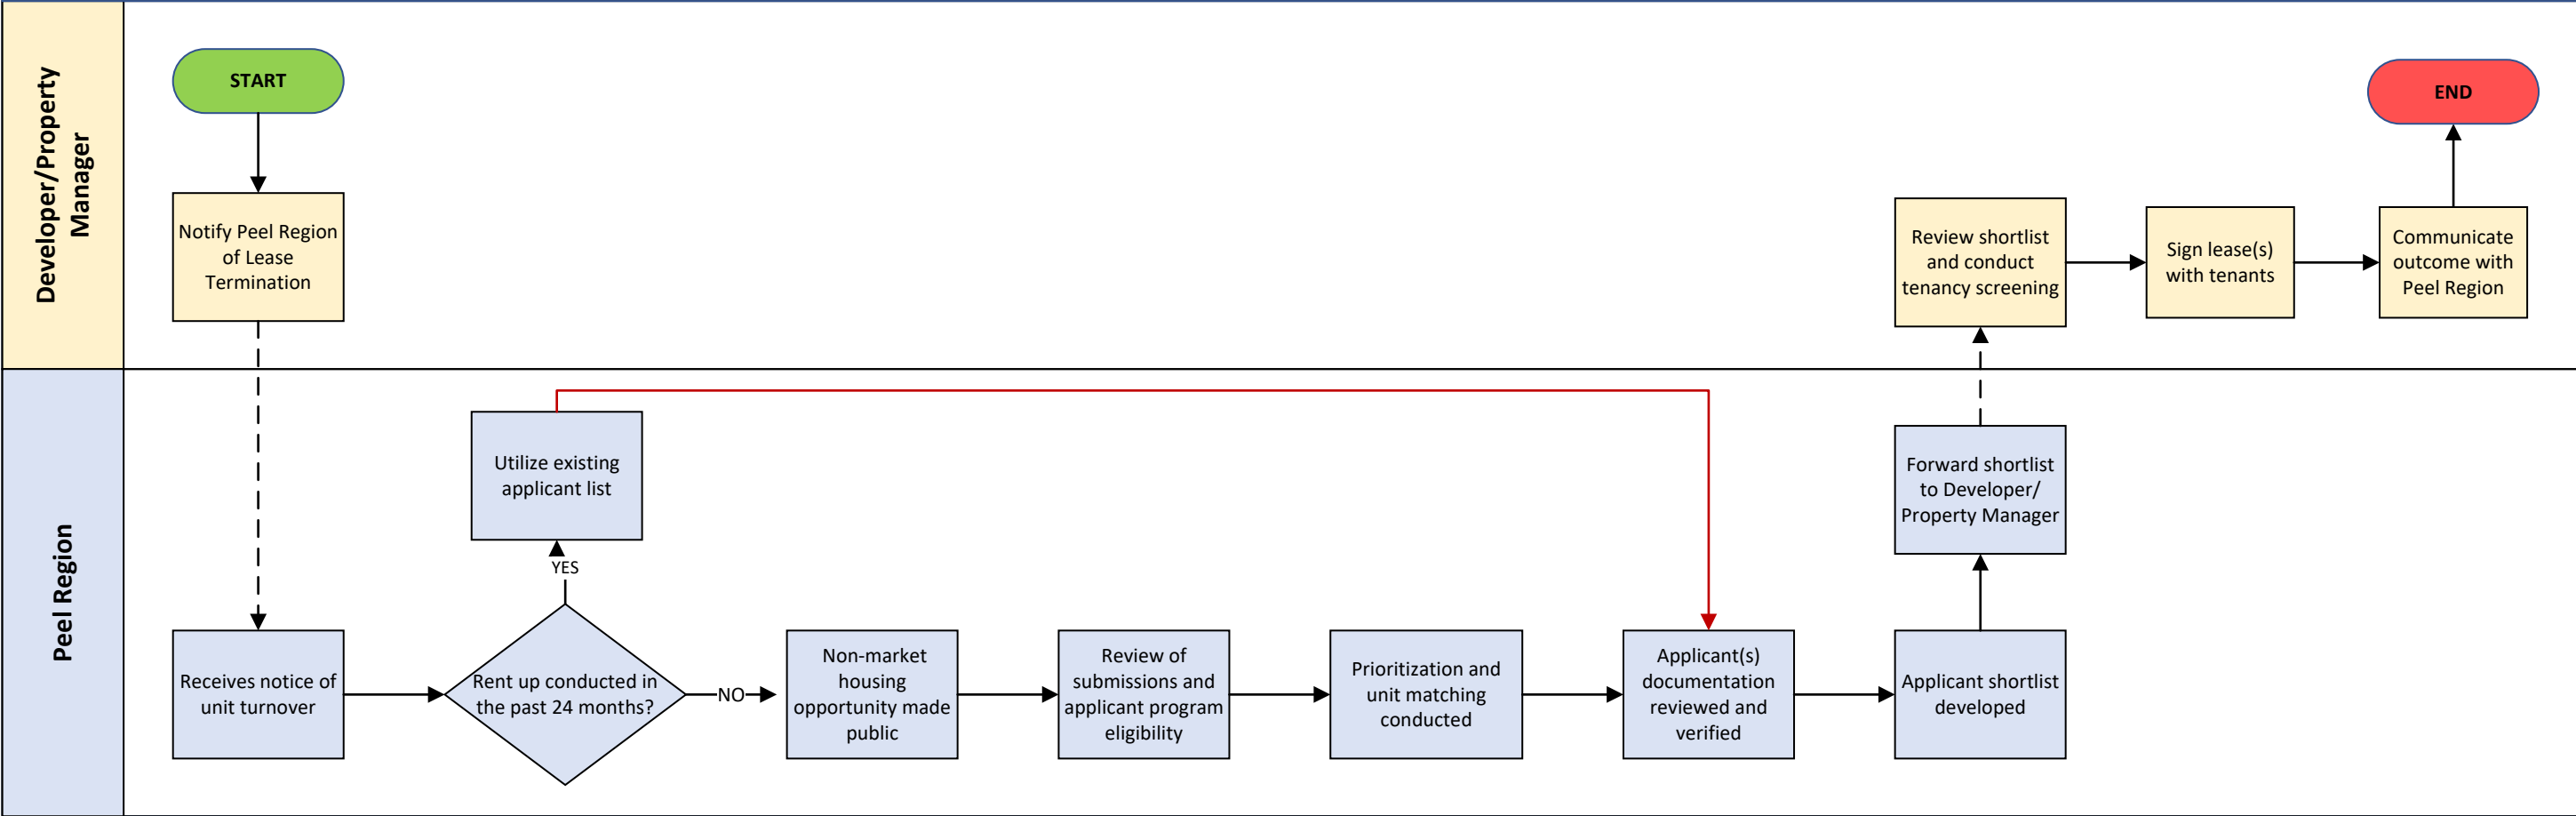 Developer/Property
Manager
START
Notify Peel Region
of Lease
Termination
Review shortlist
and conduct
tenancy screening
Sign lease(s)
with tenants
Communicate
outcome with
Peel Region
END
Peel Region
Receives notice of
unit turnover
Rent up conducted in
the past 24 months?
YES
Utilize existing
applicant list
NO
Non-market
housing
opportunity made
public
Review of
submissions and
applicant program
eligibility
Prioritization and
unit matching
conducted
Applicant(s)
documentation
reviewed and
verified
Applicant shortlist
developed
Forward shortlist
to Developer/
Property Manager